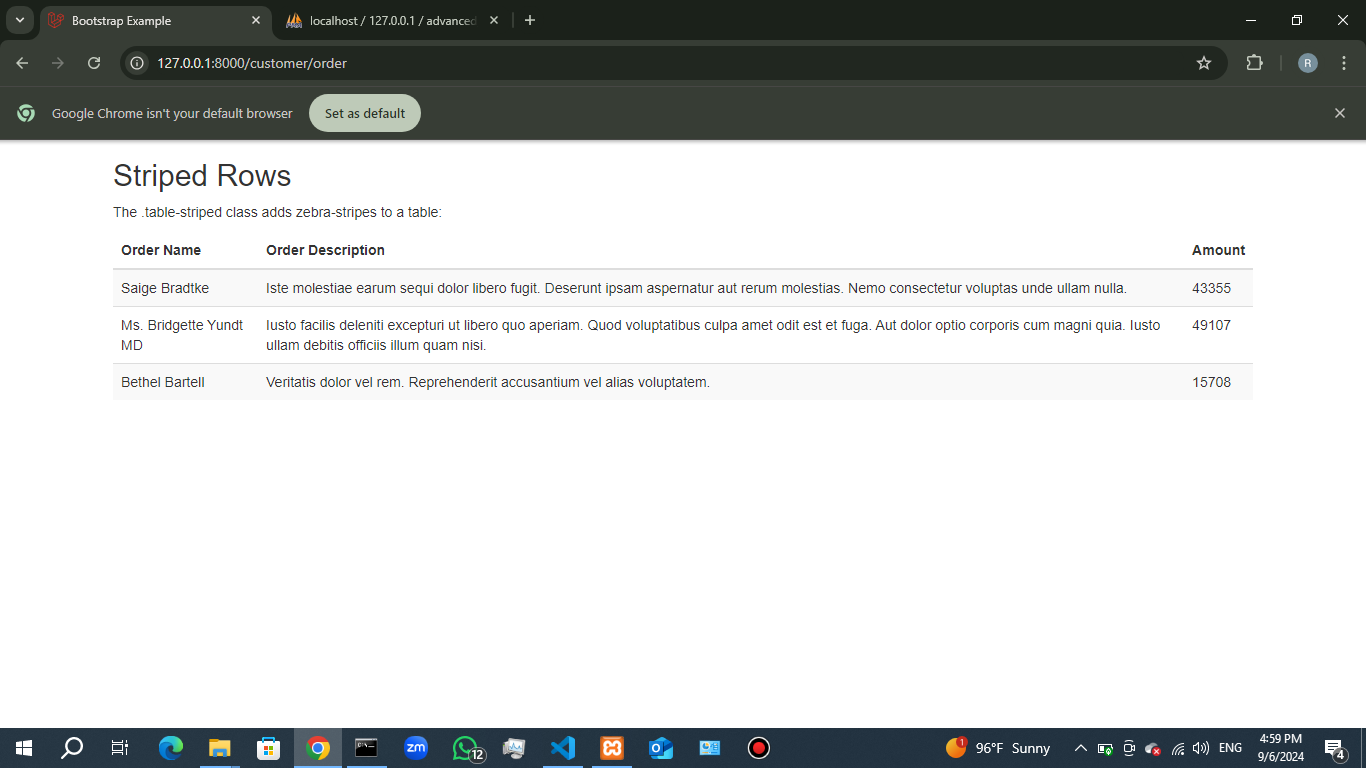 Bootstrap Example
localhost / 127.0.0.1 / advanced
127.0.0.1:8000/customer/order
R
Google Chrome isn't your default browser
Set as default
Striped Rows
The .table-striped class adds zebra-stripes to a table:
Order Name Order Description Amount
Saige Bradtke Iste molestiae earum sequi dolor libero fugit. Deserunt ipsam aspernatur aut rerum molestias. Nemo consectetur voluptas unde ullam nulla. 43355
Ms. Bridgette Yundt Iusto facilis deleniti excepturi ut libero quo aperiam. Quod voluptatibus culpa amet odit est et fuga. Aut dolor optio corporis cum magni quia. Iusto 49107
MD ullam debitis officiis illum quam nisi.
Bethel Bartell Veritatis dolor vel rem. Reprehenderit accusantium vel alias voluptatem. 15708
zm
12
1
96°F Sunny
ENG
4:59 PM
9/6/2024
4